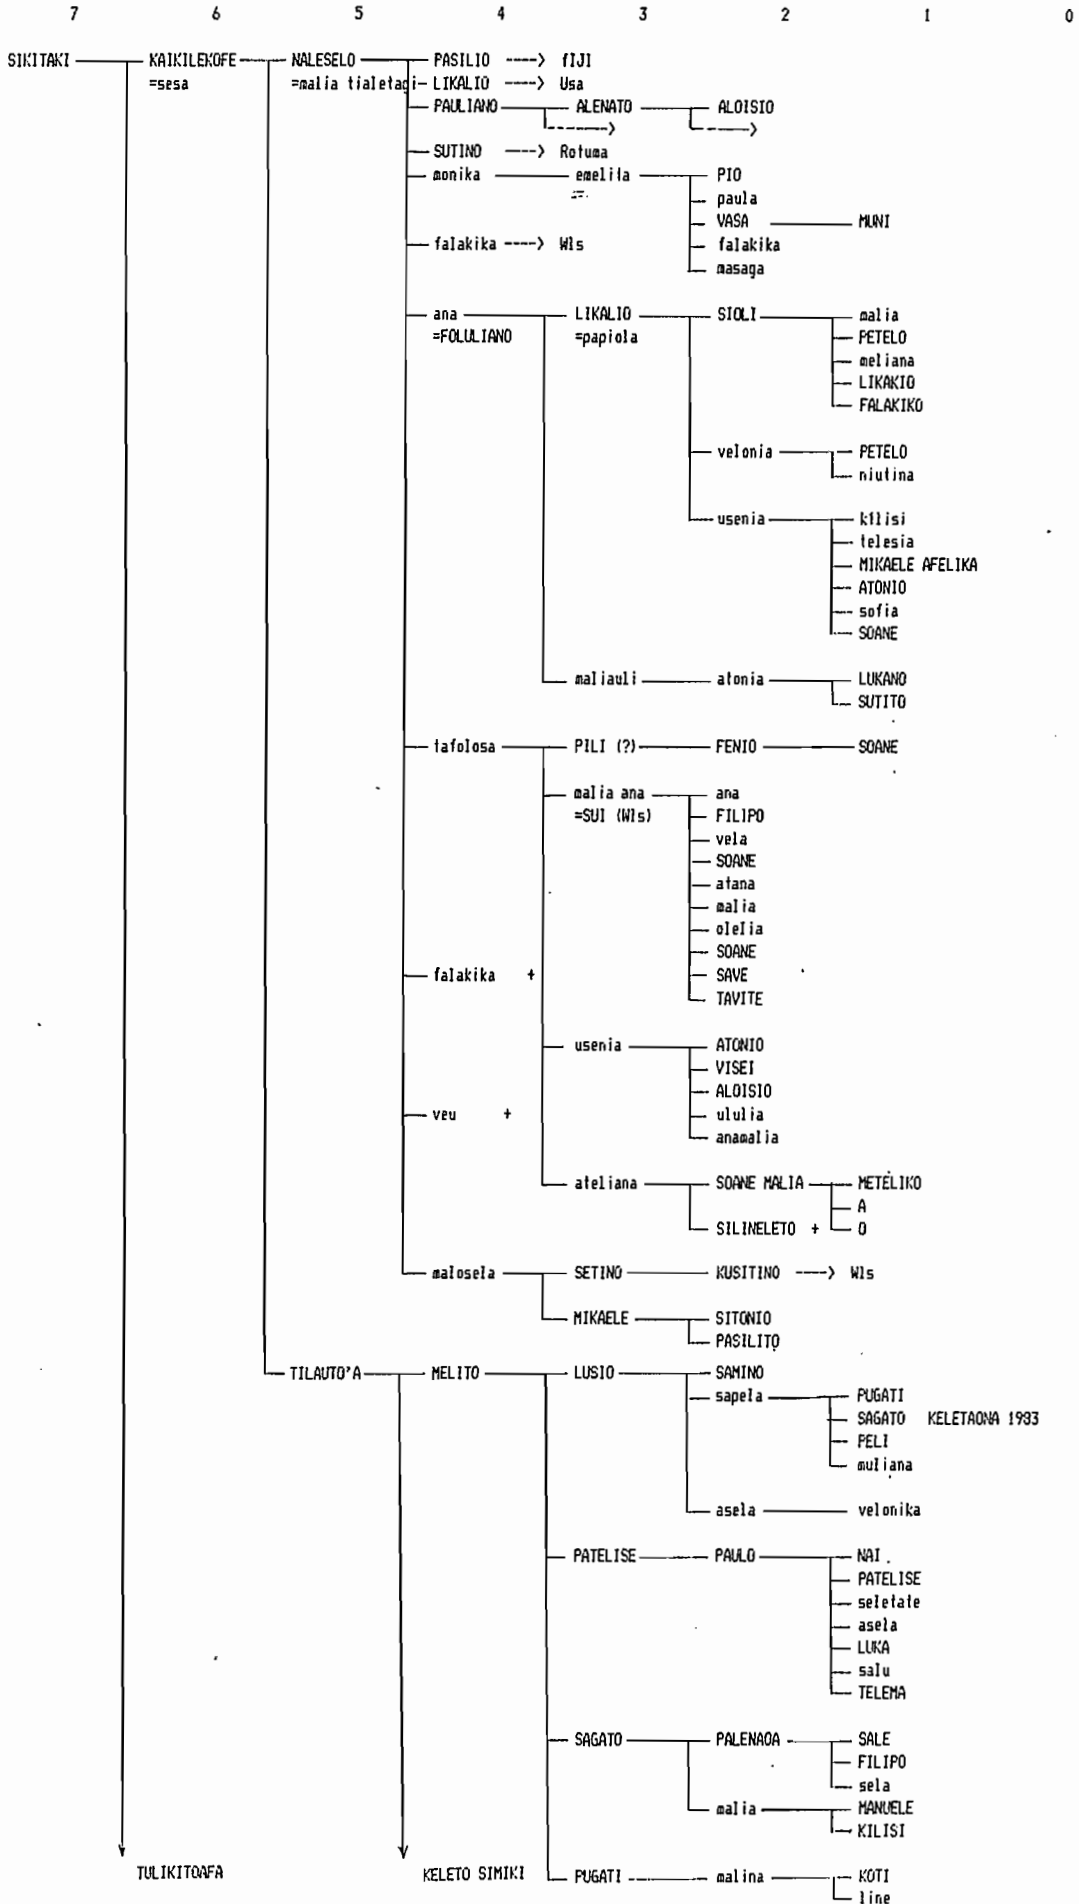 7 6 5 4 3 2 1 0
SIKITAKI KAIKILEKOFE NALESELO PASILIO ----> fIJI
=sesa =malia tialetagi LIKALIO ----> Usa
PAULIANO ALENATO ALOISIO
SUTINO ----> Rotuma
monika emelita PIO
= paula
VASA MUNI
falakika ----> Wls falakika
masaga
ana LIKALIO SIOLI malia
=FOLULIANO =papiola PETELO
meliana
LIKAKIO
FALAKIKO
velonia PETELO
niutina
usenia kilisi
telesia
MIKAELE AFELIKA
ATONIO
sofia
SOANE
maliauli atonia LUKANO
SUTITO
tafolosa PILI (?) FENIO SOANE
malia ana ana
=SUI (Wls) FILIPO
vela
SOANE
atana
malia
olelia
SOANE
falakika + SAVE
TAVITE
usenia ATONIO
VISEI
ALOISIO
veu + ululia
anamalia
ateliana SOANE MALIA METELIKO
A
SILINELETO + O
malosela SETINO KUSITINO ----> Wls
MIKAELE SITONIO
PASILITO
TILAUTO'A MELITO LUSIO SAMINO
sapela PUGATI
SAGATO KELETAONA 1983
PELI
muliana
asela velonika
PATELISE PAULO NAI
PATELISE
seletate
asela
LUKA
salu
TELEMA
SAGATO PALENAOA SALE
FILIPO
sela
malia MANUELE
KILISI
TULIKITOAFA KELETO SIMIKI PUGATI malina KOTI
line